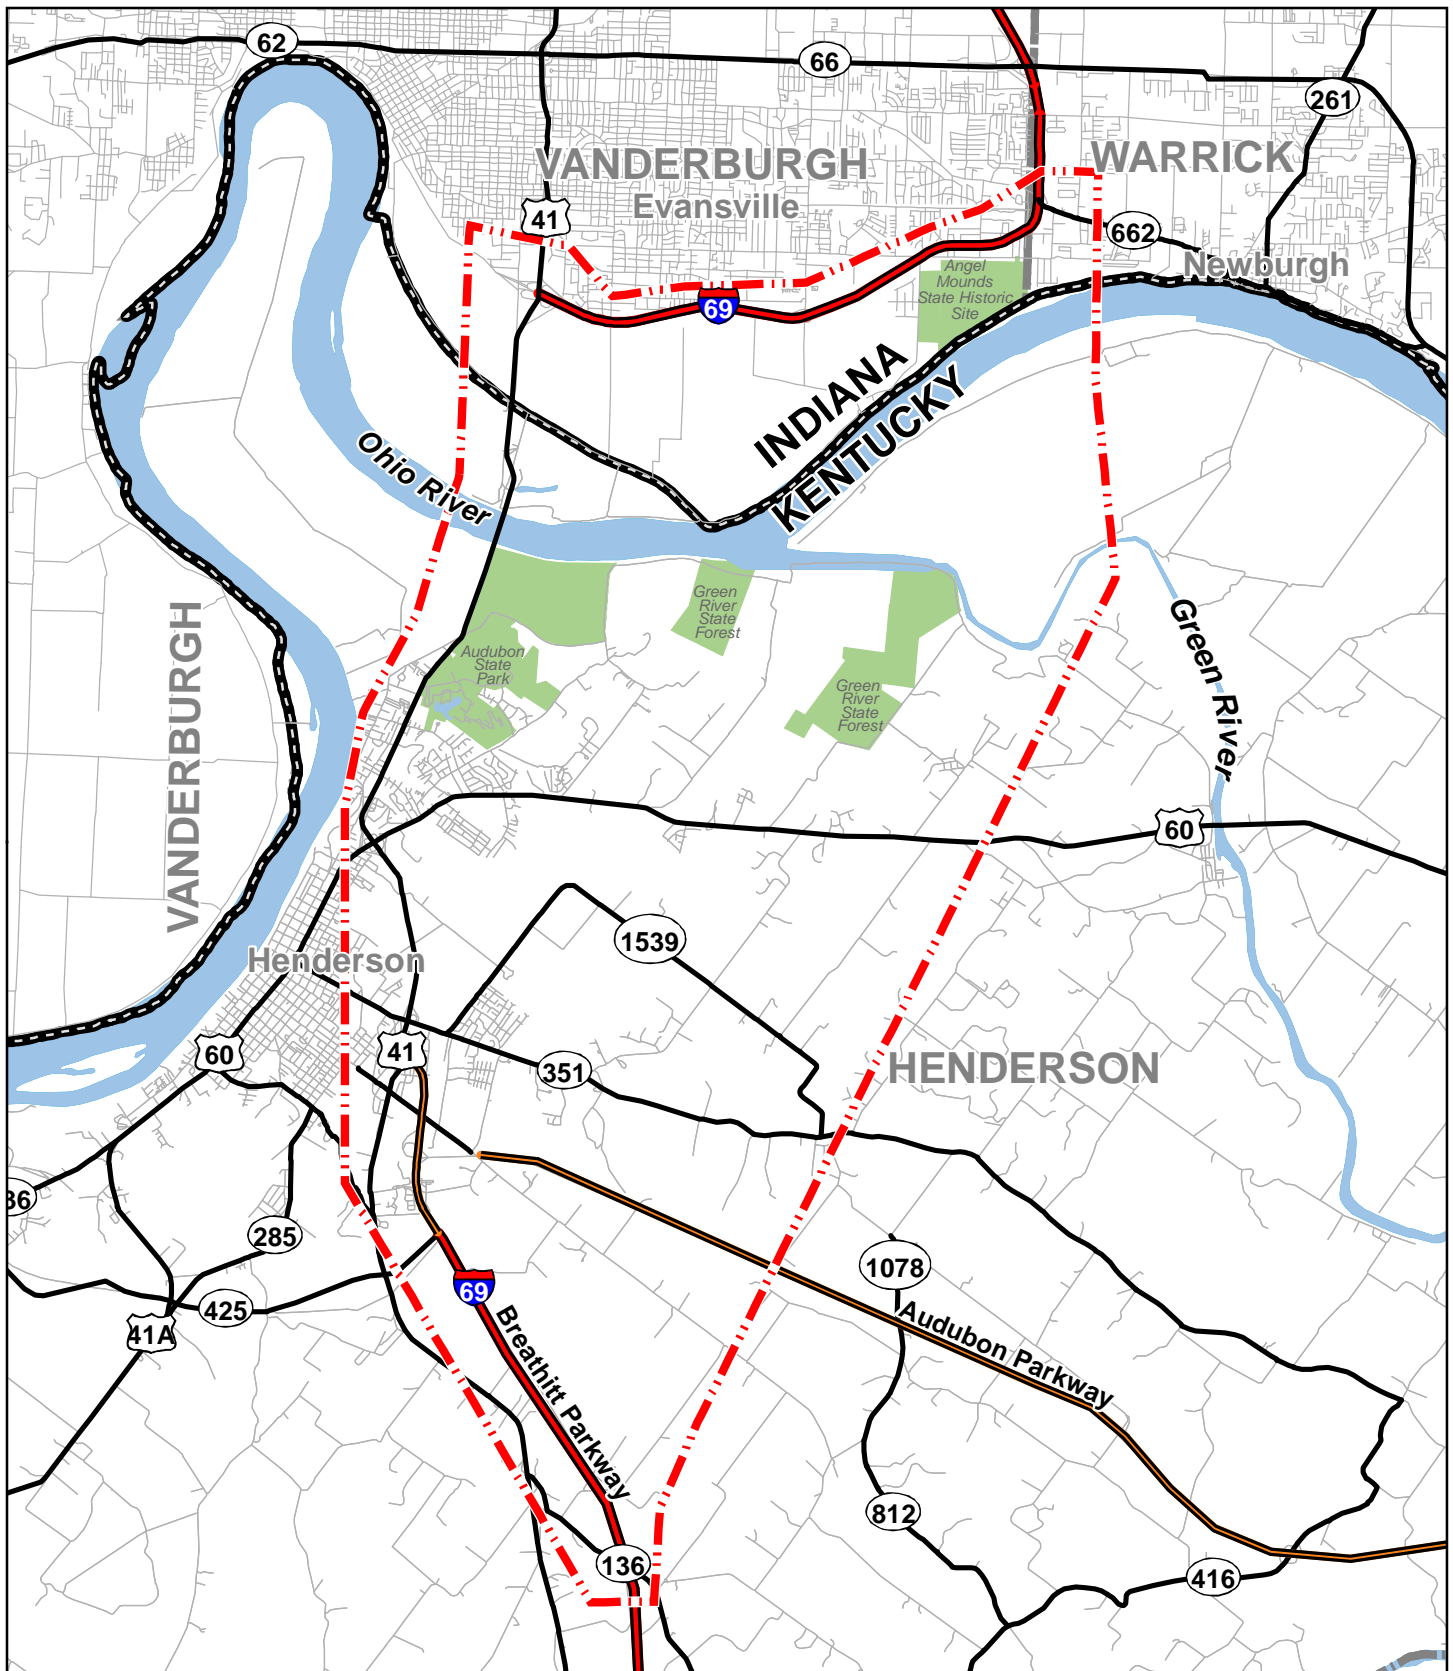 62
66
261
VANDERBURGH
Evansville
WARRICK
41
662
Newburgh
Angel
Mounds
State Historic
Site
69
INDIANA
KENTUCKY
Ohio River
Green
River
State
Forest
Audubon
State
Park
Green
River
State
Forest
Green River
VANDERBURGH
60
1539
Henderson
60
41
351
HENDERSON
36
285
1078
69
425
41A
Breathitt Parkway
Audubon Parkway
812
136
416